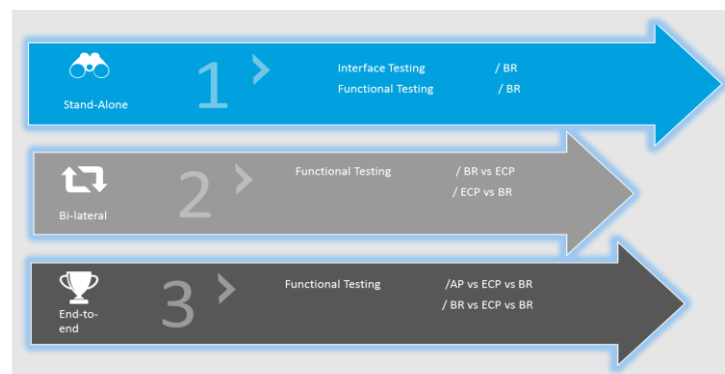 1
Interface Testing / BR
Functional Testing / BR
Stand-Alone
2
Functional Testing / BR vs ECP
/ ECP vs BR
Bi-lateral
3
Functional Testing /AP vs ECP vs BR
/ BR vs ECP vs BR
End-to-
end